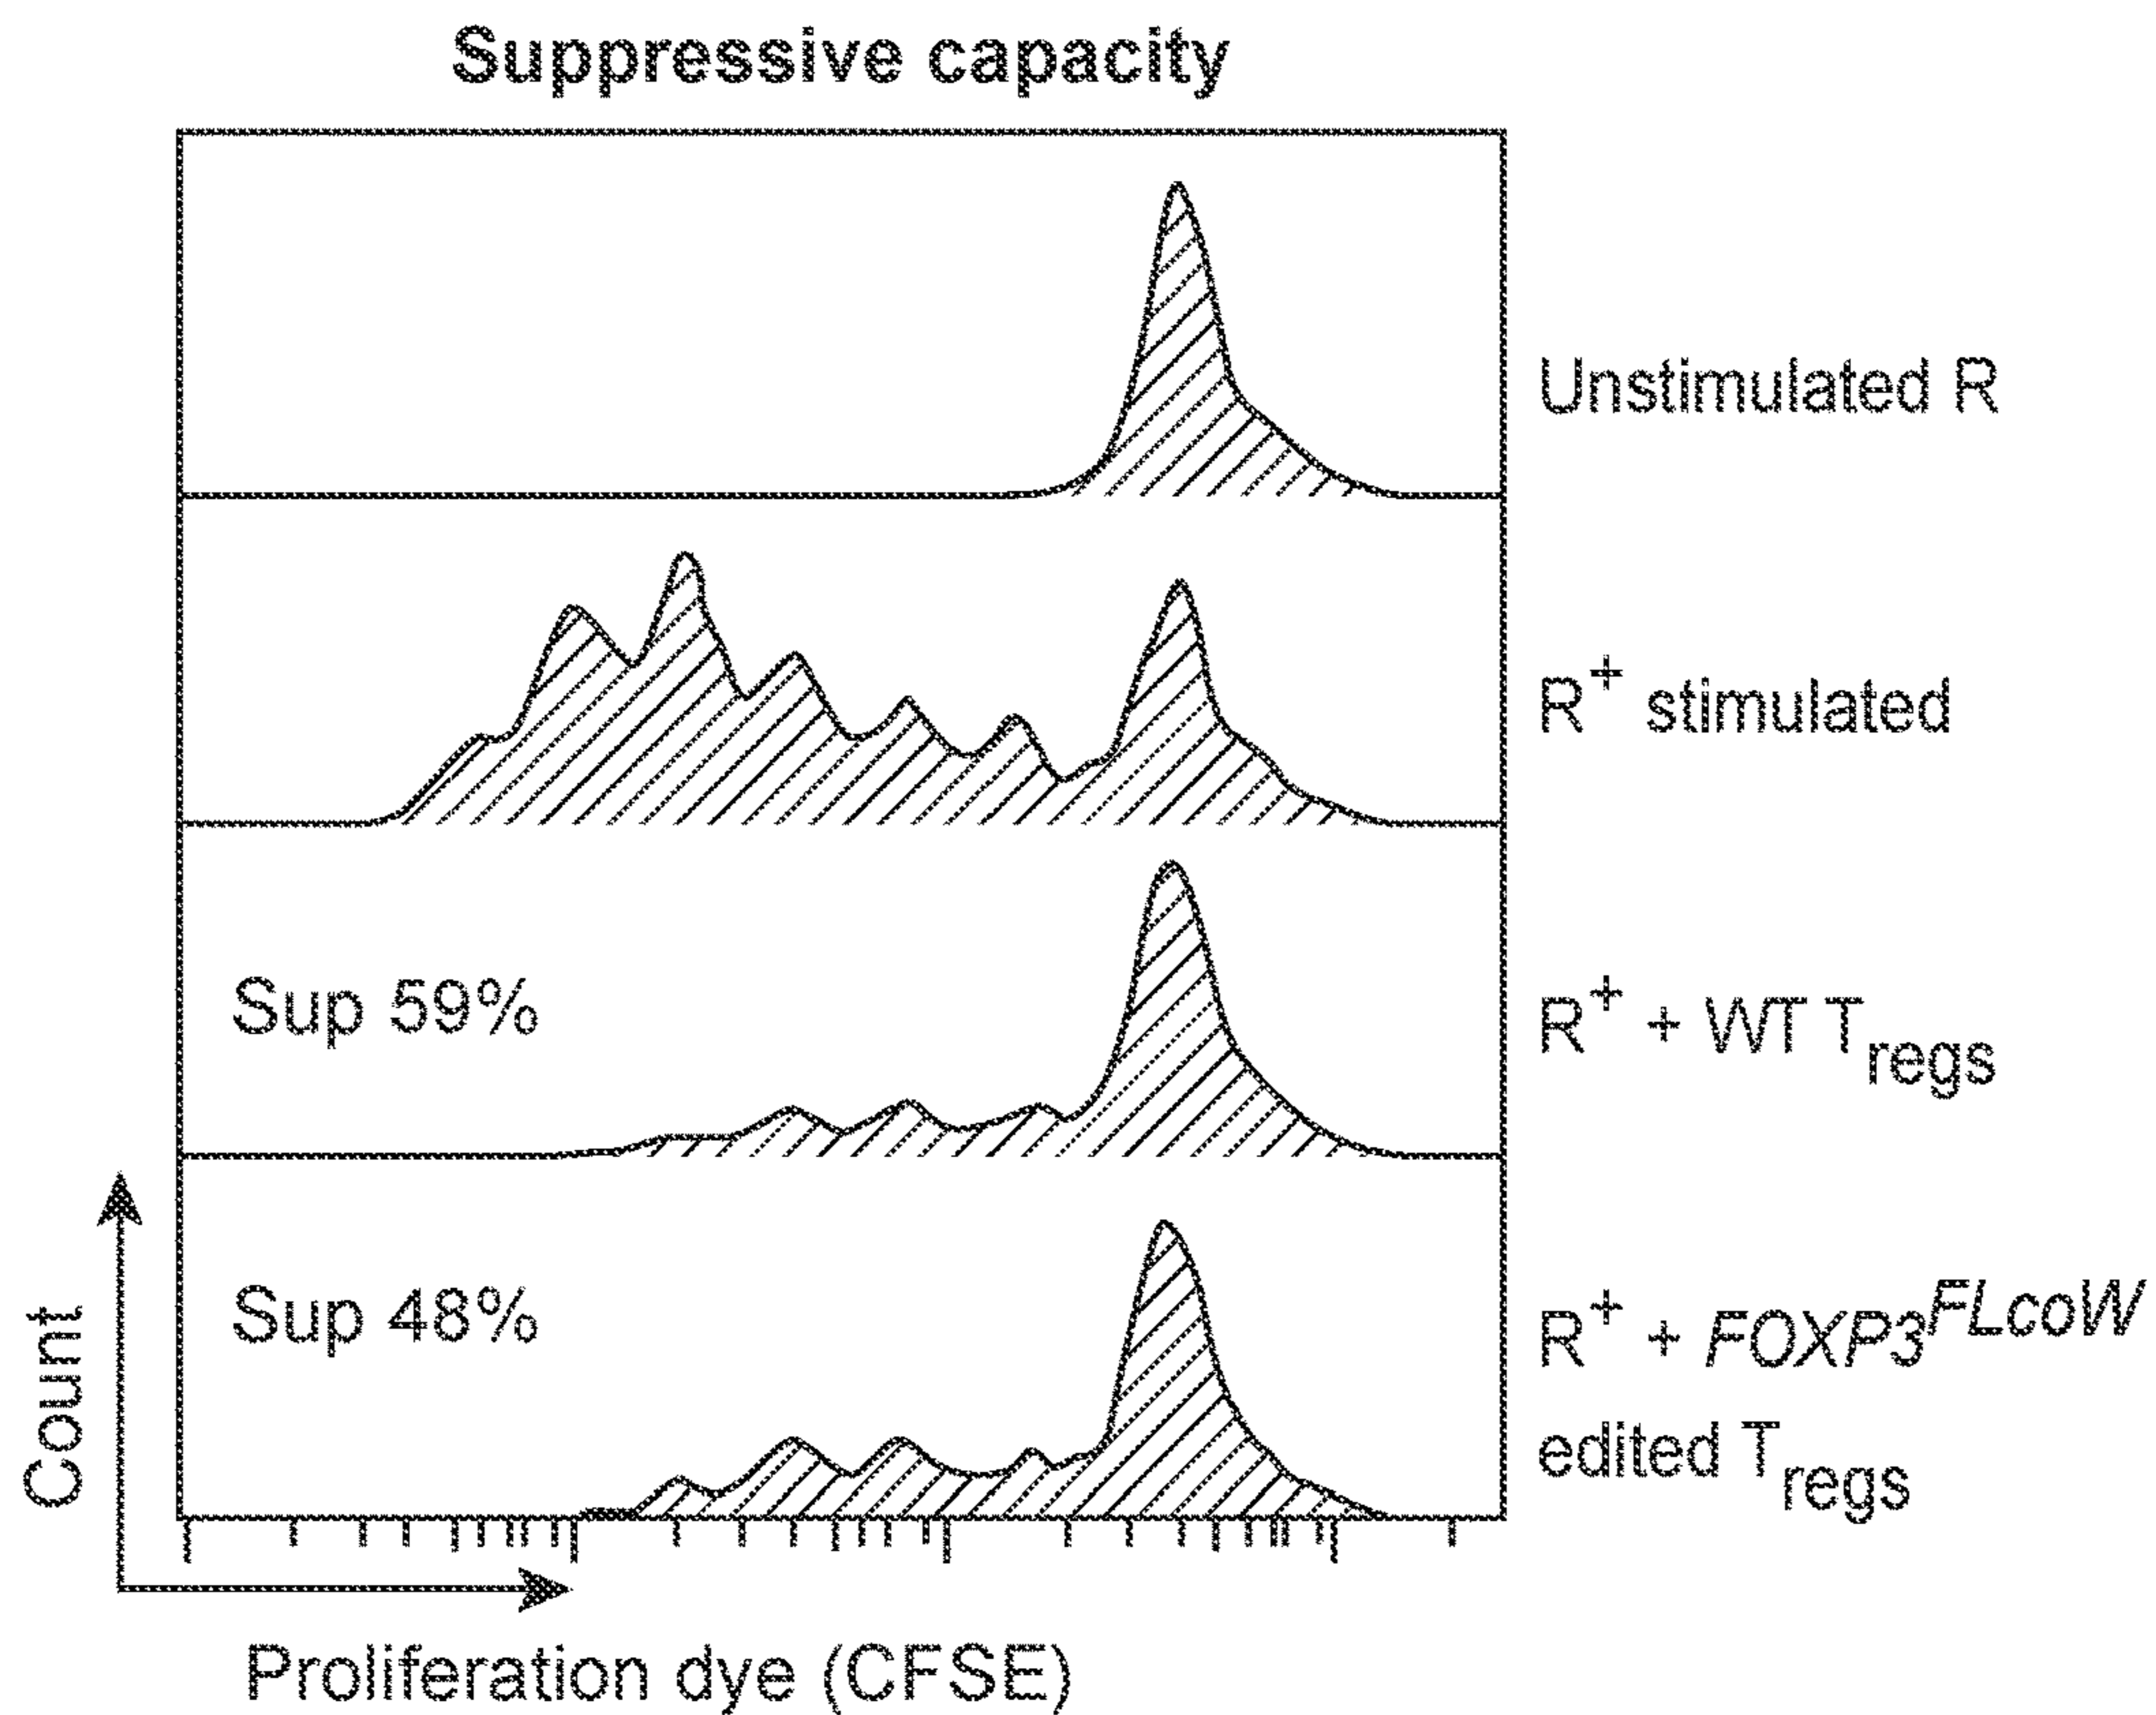 Suppressive capacity
Unstimulated R
R+ stimulated
Sup 59%
R+ + WT Tregs
Sup 48%
R+ + FOXP3FLcoW
edited Tregs
Count
Proliferation dye (CFSE)